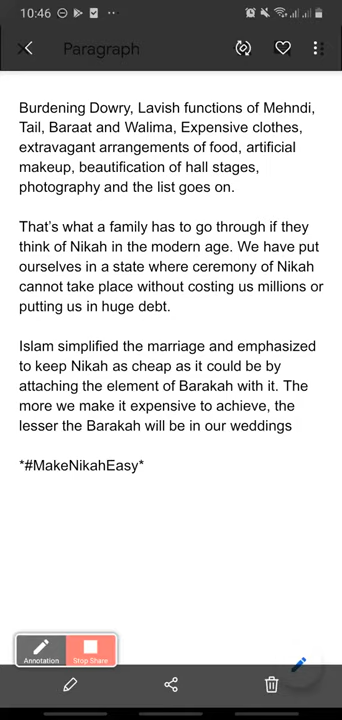 10:46
Paragraph
Burdening Dowry, Lavish functions of Mehndi,
Tail, Baraat and Walima, Expensive clothes,
extravagant arrangements of food, artificial
makeup, beautification of hall stages,
photography and the list goes on.
That's what a family has to go through if they
think of Nikah in the modern age. We have put
ourselves in a state where ceremony of Nikah
cannot take place without costing us millions or
putting us in huge debt.
Islam simplified the marriage and emphasized
to keep Nikah as cheap as it could be by
attaching the element of Barakah with it. The
more we make it expensive to achieve, the
lesser the Barakah will be in our weddings
*#MakeNikahEasy*
Annotation Stop Share